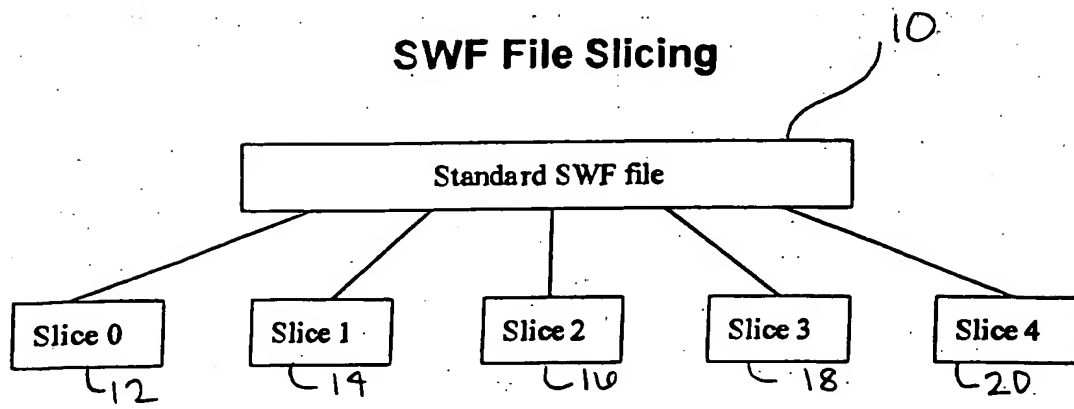 SWF File Slicing
10
Standard SWF file
Slice 0
Slice 1
Slice 2
Slice 3
Slice 4
12
14
16
18
20